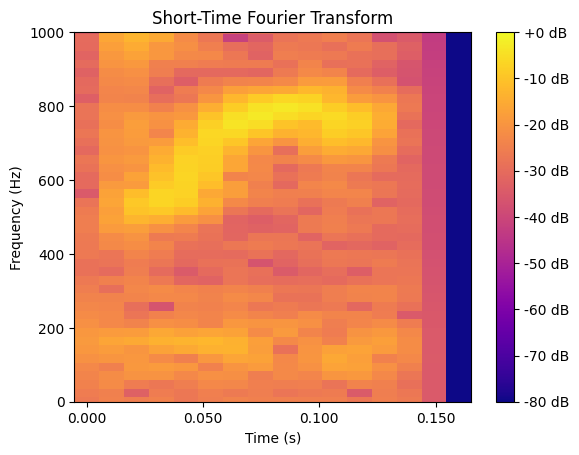 Short-Time Fourier Transform
1000
800
600
400
200
0
Frequency (Hz)
0.000
0.050
0.100
0.150
Time (s)
+0 dB
-10 dB
-20 dB
-30 dB
-40 dB
-50 dB
-60 dB
-70 dB
-80 dB